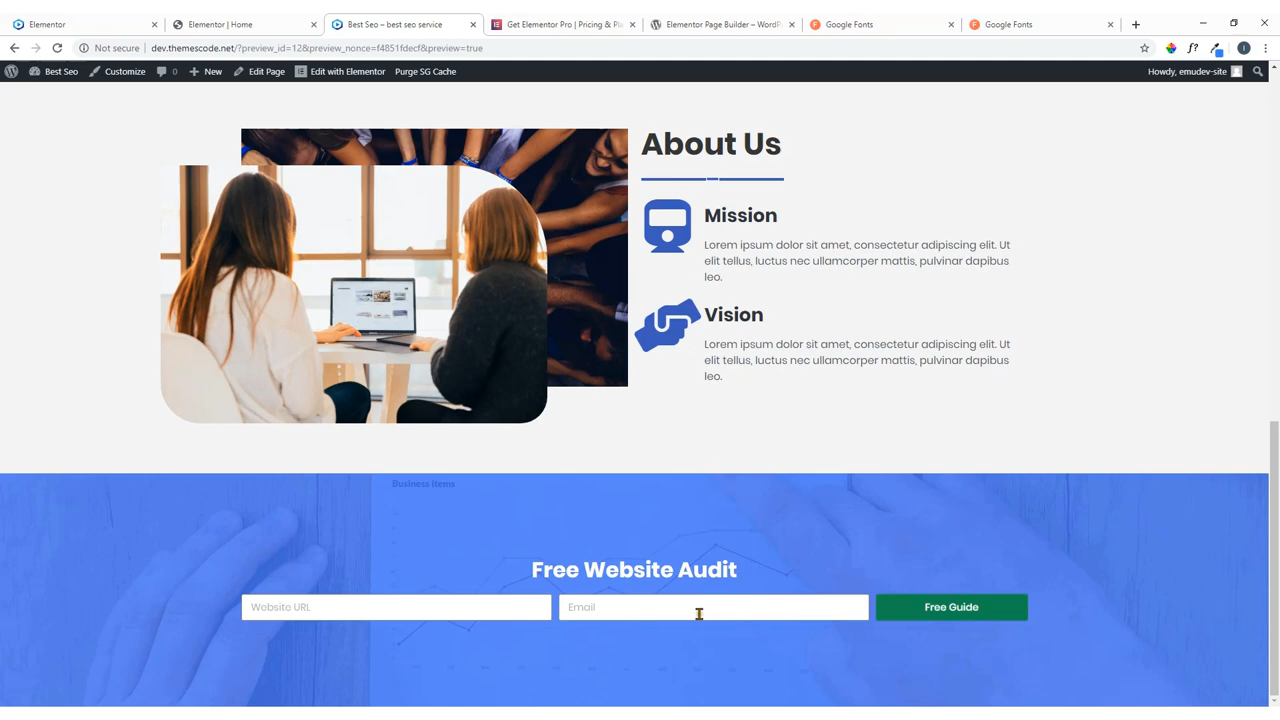 Elementor
Elementor | Home
Best Seo – best seo service
Get Elementor Pro | Pricing & Pl
Elementor Page Builder – WordP
Google Fonts
Google Fonts
Not secure
dev.themescode.net/?preview_id=12&preview_nonce=f4851fdecf&preview=true
Best Seo
Customize
0
New
Edit Page
Edit with Elementor
Purge SG Cache
Howdy, emudev-site
About Us
Mission
Lorem ipsum dolor sit amet, consectetur adipiscing elit. Ut
elit tellus, luctus nec ullamcorper mattis, pulvinar dapibus
leo.
Vision
Lorem ipsum dolor sit amet, consectetur adipiscing elit. Ut
elit tellus, luctus nec ullamcorper mattis, pulvinar dapibus
leo.
Business items
Free Website Audit
Website URL
Email
Free Guide